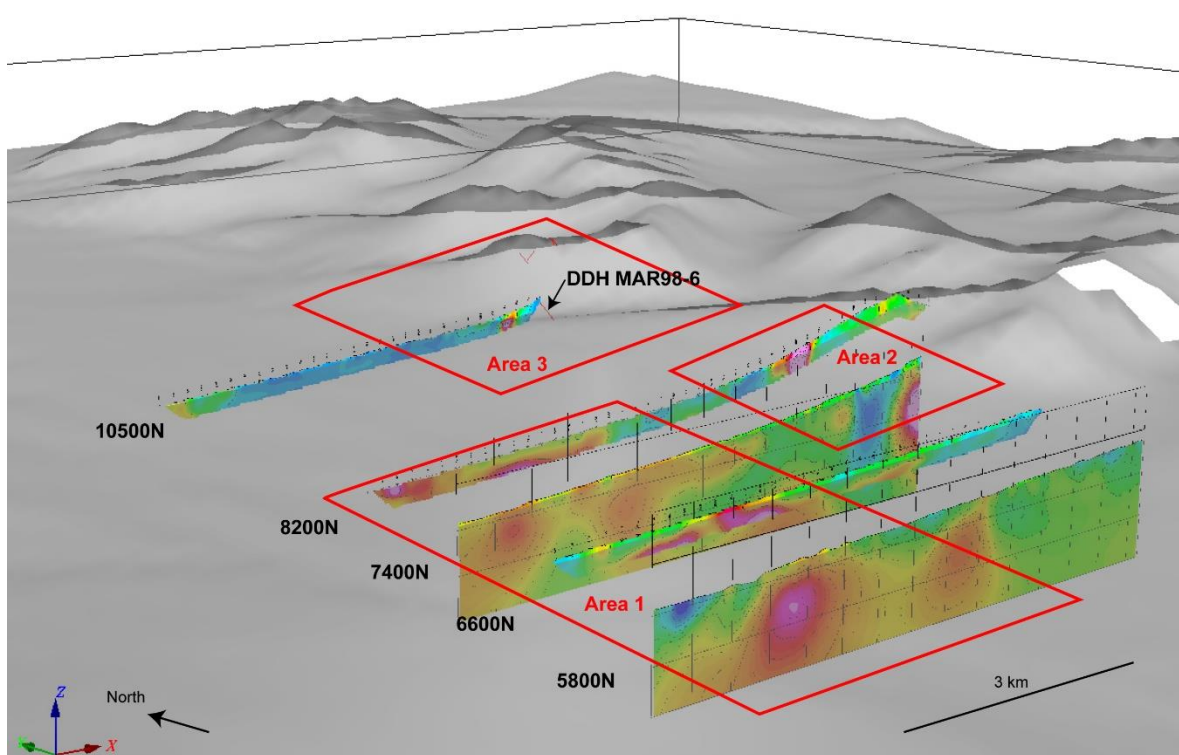 DDH MAR98-6
Area 3
Area 2
10500N
8200N
7400N
Area 1
6600N
5800N
3 km
North
Z
X